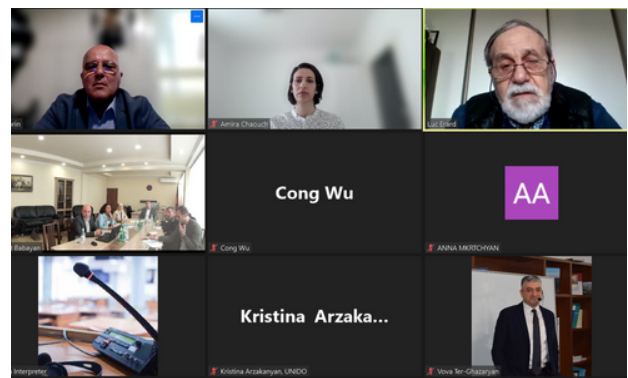 Amira Chaouch
Luc Erard
Babayan
Cong Wu
Cong Wu
AA
ANNA MKRTCHYAN
Interpreter
Kristina Arzaka...
Kristina Arzakanyan, UNIDO
Vova Ter-Ghazaryan